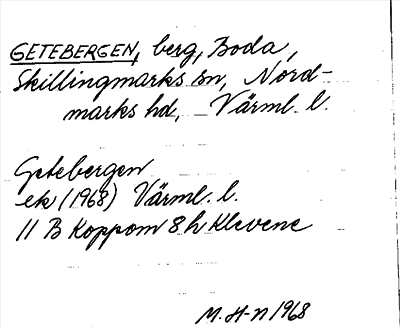 GETEBERGEN, berg, Boda,
Skillingmarks sn, Nord-
marks hd, Värml. l.
Getebergen
ek (1968) Värml. l.
11 B Koppom 8 h Klevene
M. H-n 1968